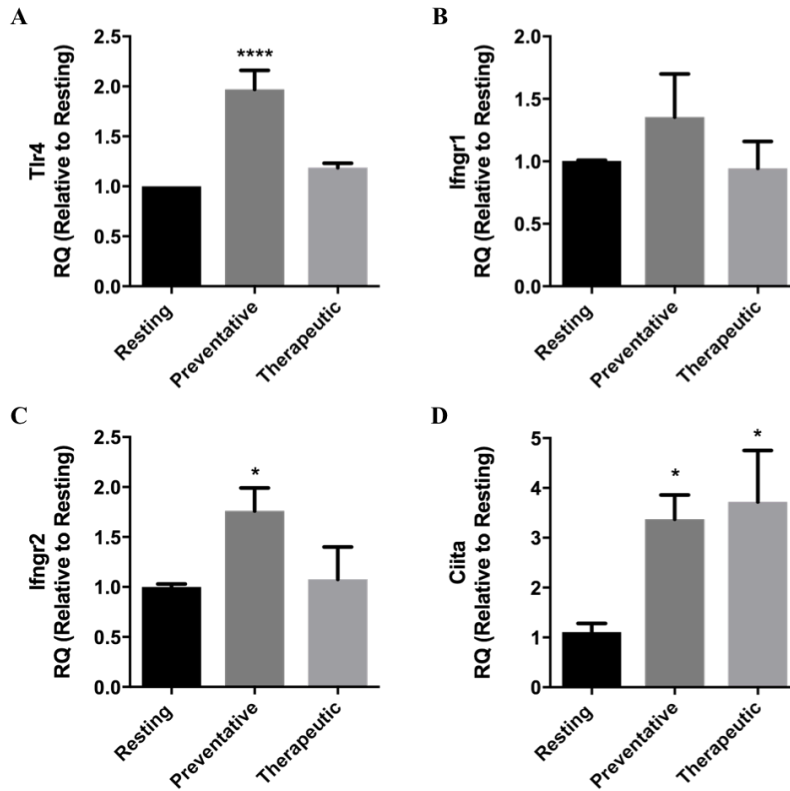 A
Tlr4
RQ (Relative to Resting)
2.5
2.0
1.5
1.0
0.5
0.0
****
Resting
Preventative
Therapeutic
B
Ifngr1
RQ (Relative to Resting)
2.0
1.5
1.0
0.5
0.0
Resting
Preventative
Therapeutic
C
Ifngr2
RQ (Relative to Resting)
2.5
2.0
1.5
1.0
0.5
0.0
*
Resting
Preventative
Therapeutic
D
Ciita
RQ (Relative to Resting)
5
4
3
2
1
0
*
*
Resting
Preventative
Therapeutic